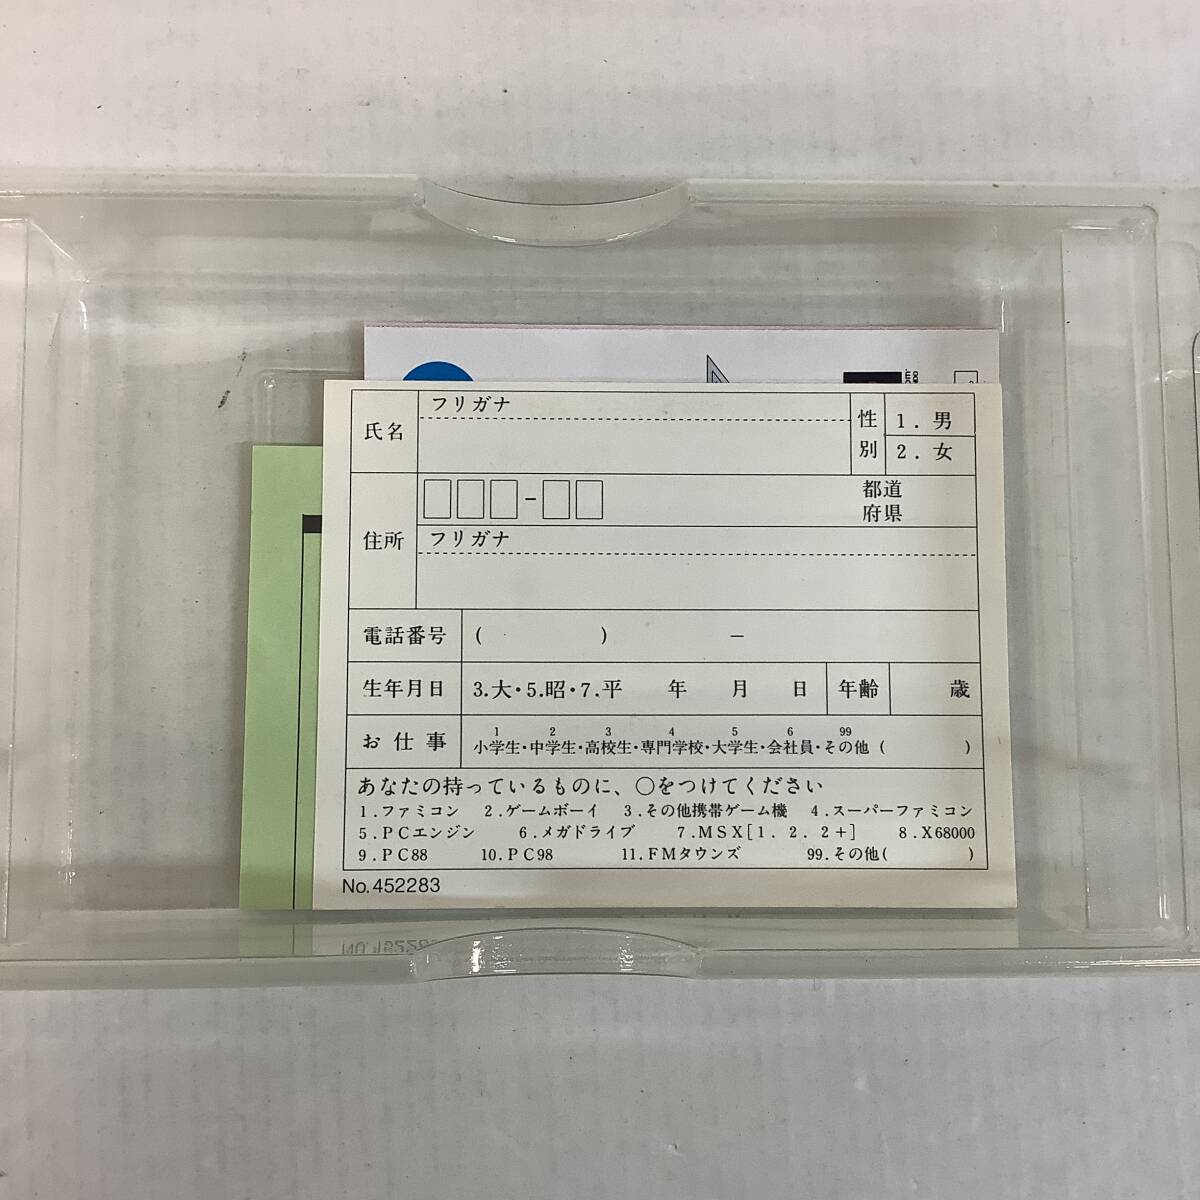 フリガナ
氏名
性別
1. 男
2. 女
都道府県
住所
フリガナ
電話番号 ( ) −
生年月日 3.大・5.昭・7.平 年 月 日 年齢 歳
1 2 3 4 5 6 99
お仕事 小学生・中学生・高校生・専門学校・大学生・会社員・その他 ( )
あなたの持っているものに、○をつけてください
1.ファミコン 2.ゲームボーイ 3.その他携帯ゲーム機 4.スーパーファミコン
5.PCエンジン 6.メガドライブ 7.MSX[1. 2. 2+] 8.X68000
9.PC88 10.PC98 11.FMタウンズ 99.その他( )
No.452283